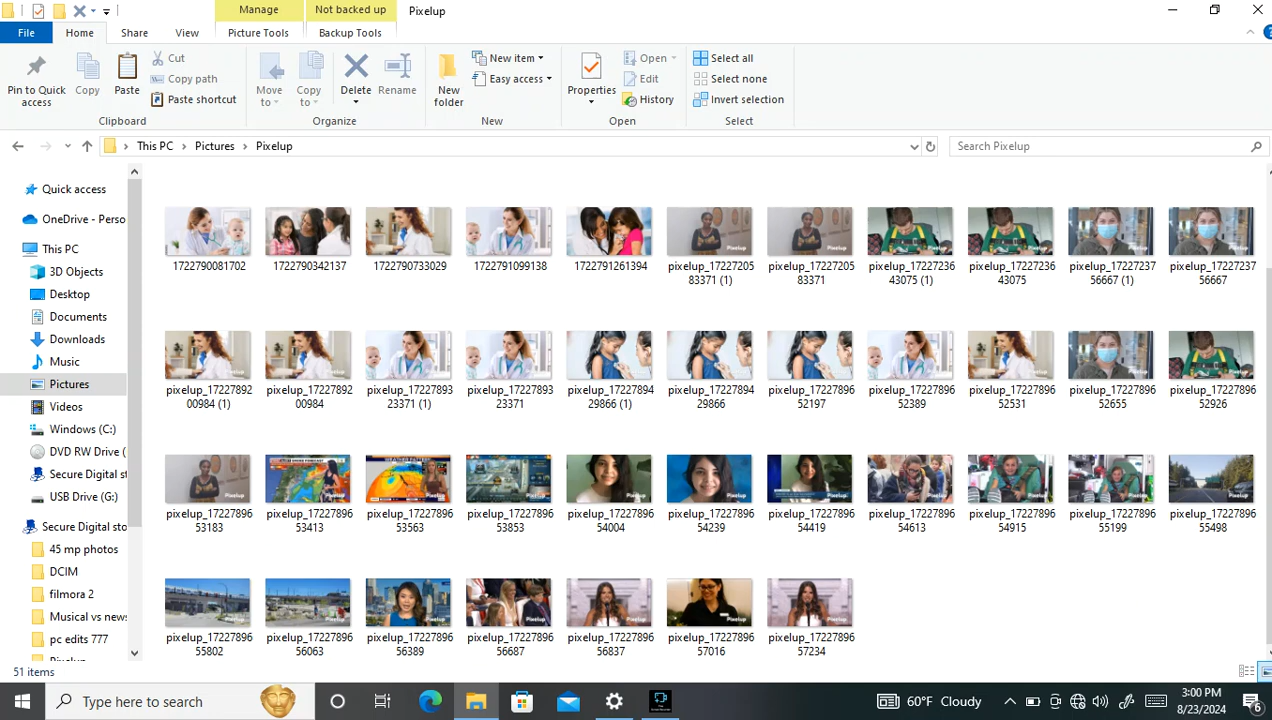 Manage
Not backed up
Pixelup
File
Home
Share
View
Picture Tools
Backup Tools
Pin to Quick access
Copy
Paste
Cut
Copy path
Paste shortcut
Move to
Copy to
Delete
Rename
New folder
New item
Easy access
Properties
Open
Edit
History
Select all
Select none
Invert selection
Clipboard
Organize
New
Open
Select
This PC > Pictures > Pixelup
Search Pixelup
Quick access
OneDrive - Perso
This PC
3D Objects
Desktop
Documents
Downloads
Music
Pictures
Videos
Windows (C:)
DVD RW Drive (
Secure Digital st
USB Drive (G:)
Secure Digital sto
45 mp photos
DCIM
filmora 2
Musical vs news
pc edits 777
1722790081702
1722790342137
1722790733029
1722791099138
1722791261394
pixelup_17227205
83371 (1)
pixelup_17227205
83371
pixelup_17227236
43075 (1)
pixelup_17227236
43075
pixelup_17227237
56667 (1)
pixelup_17227237
56667
pixelup_17227892
00984 (1)
pixelup_17227892
00984
pixelup_17227893
23371 (1)
pixelup_17227893
23371
pixelup_17227894
29866 (1)
pixelup_17227894
29866
pixelup_17227896
52197
pixelup_17227896
52389
pixelup_17227896
52531
pixelup_17227896
52655
pixelup_17227896
52926
pixelup_17227896
53183
pixelup_17227896
53413
pixelup_17227896
53563
pixelup_17227896
53853
pixelup_17227896
54004
pixelup_17227896
54239
pixelup_17227896
54419
pixelup_17227896
54613
pixelup_17227896
54915
pixelup_17227896
55199
pixelup_17227896
55498
pixelup_17227896
55802
pixelup_17227896
56063
pixelup_17227896
56389
pixelup_17227896
56687
pixelup_17227896
56837
pixelup_17227896
57016
pixelup_17227896
57234
51 items
Type here to search
60°F Cloudy
3:00 PM
8/23/2024
6